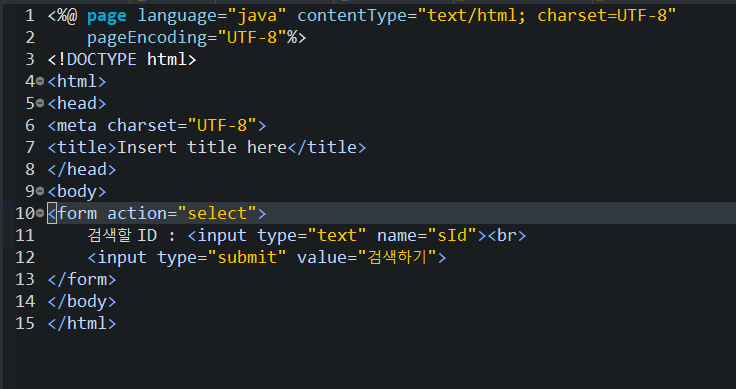 1 <%@ page language="java" contentType="text/html; charset=UTF-8"
2     pageEncoding="UTF-8"%>
3 <!DOCTYPE html>
4 <html>
5 <head>
6 <meta charset="UTF-8">
7 <title>Insert title here</title>
8 </head>
9 <body>
10 <form action="select">
11     검색할 ID : <input type="text" name="sId"><br>
12     <input type="submit" value="검색하기">
13 </form>
14 </body>
15 </html>